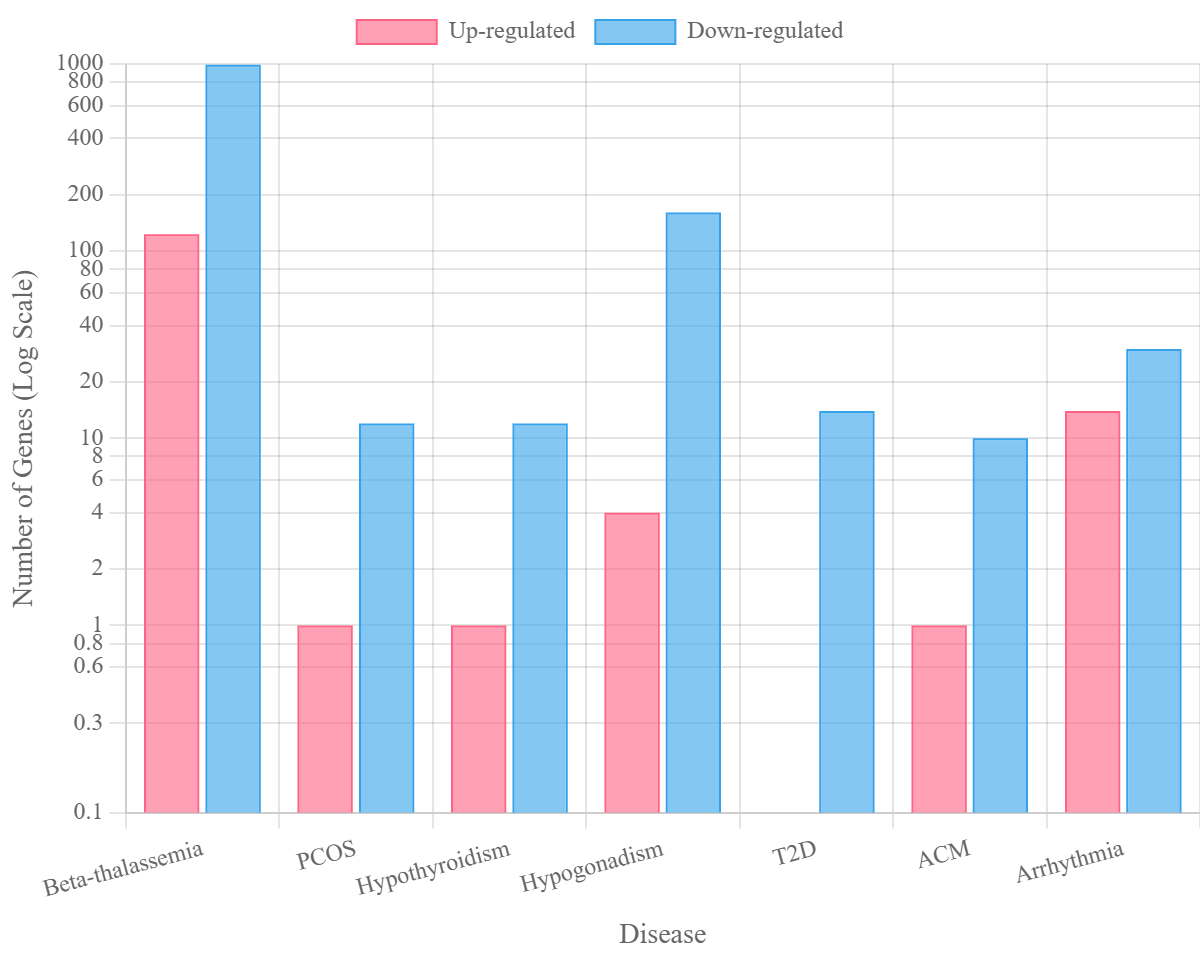 Up-regulated
Down-regulated
Number of Genes (Log Scale)
1000
800
600
400
200
100
80
60
40
20
10
8
6
4
2
1
0.8
0.6
0.3
0.1
Beta-thalassemia
PCOS
Hypothyroidism
Hypogonadism
T2D
ACM
Arrhythmia
Disease